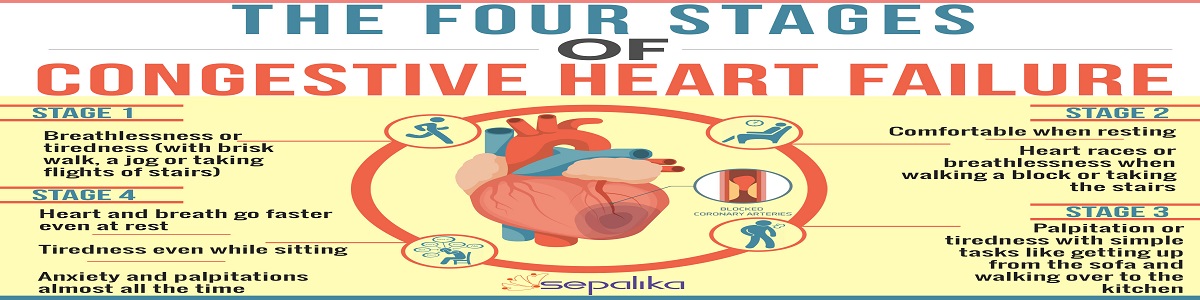 THE FOUR STAGES
OF
CONGESTIVE HEART FAILURE
STAGE 1
Breathlessness or
tiredness (with brisk
walk, a jog or taking
flights of stairs)
STAGE 2
Comfortable when resting
Heart races or
breathlessness when
walking a block or taking
the stairs
BLOCKED
CORONARY ARTERIES
STAGE 3
Palpitation or
tiredness with simple
tasks like getting up
from the sofa and
walking over to the
kitchen
STAGE 4
Heart and breath go faster
even at rest
Tiredness even while sitting
Anxiety and palpitations
almost all the time
sepalika